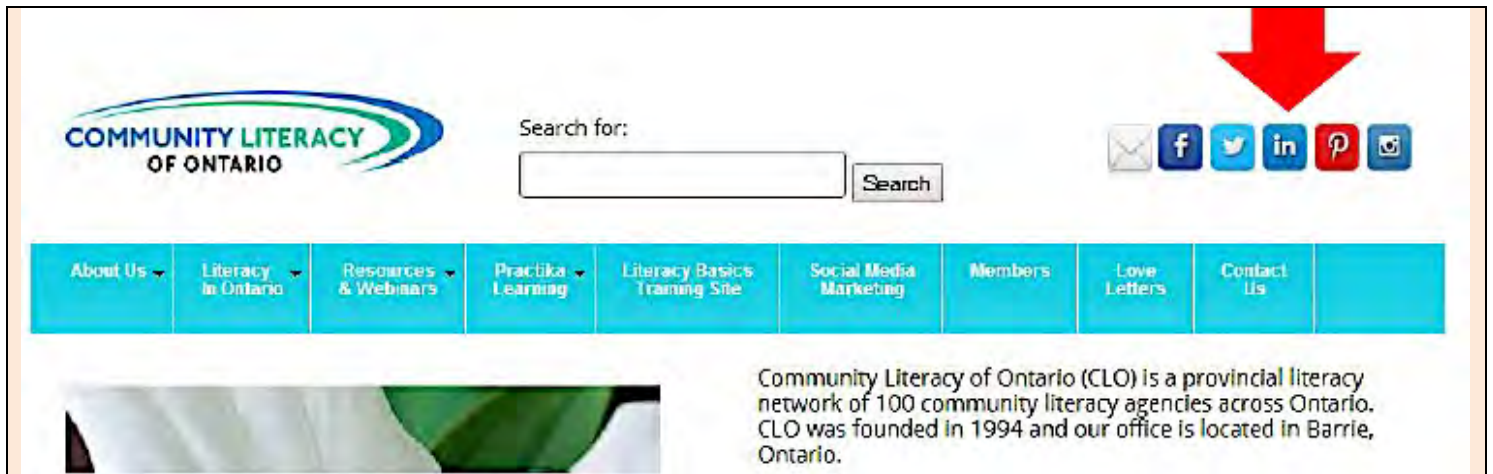 COMMUNITY LITERACY
OF ONTARIO
Search for:
Search
f
in
About Us
Literacy
in Ontario
Resources
& Webinars
Practika
Learning
Literacy Basics
Training Site
Social Media
Marketing
Members
Love
Letters
Contact
Us
Community Literacy of Ontario (CLO) is a provincial literacy
network of 100 community literacy agencies across Ontario.
CLO was founded in 1994 and our office is located in Barrie,
Ontario.